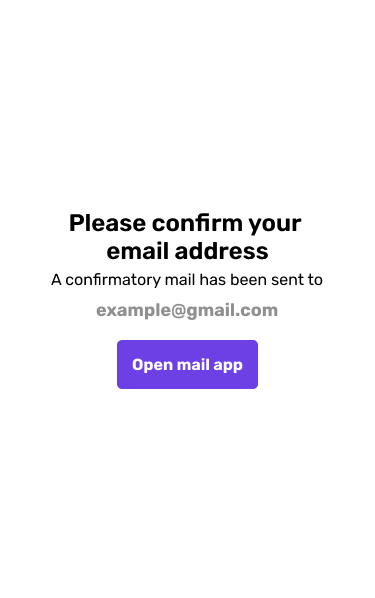 Please confirm your
email address
A confirmatory mail has been sent to
example@gmail.com
Open mail app